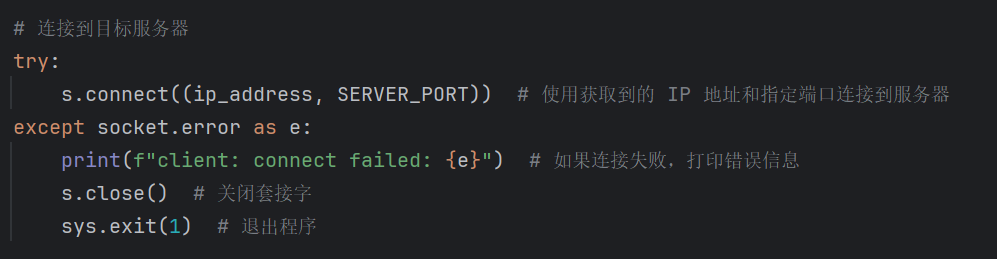 # 连接到目标服务器
try:
    s.connect((ip_address, SERVER_PORT))  # 使用获取到的 IP 地址和指定端口连接到服务器
except socket.error as e:
    print(f"client: connect failed: {e}")  # 如果连接失败，打印错误信息
    s.close()  # 关闭套接字
    sys.exit(1)  # 退出程序